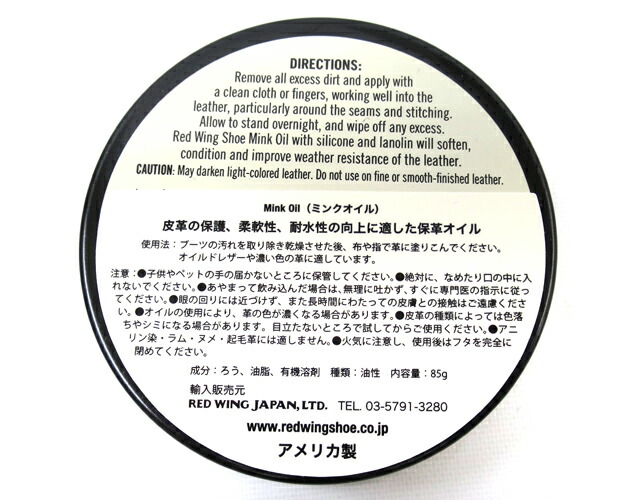 DIRECTIONS:
Remove all excess dirt and apply with
a clean cloth or fingers, working well into the
leather, particularly around the seams and stitching.
Allow to stand overnight, and wipe off any excess.
Red Wing Shoe Mink Oil with silicone and lanolin will soften,
condition and improve weather resistance of the leather.
CAUTION: May darken light-colored leather. Do not use on fine or smooth-finished leather.
Mink Oil（ミンクオイル）
皮革の保護、柔軟性、耐水性の向上に適した保革オイル
使用法：ブーツの汚れを取り除き乾燥させた後、布や指で革に塗りこんでください。
オイルドレザーや濃い色の革に適しています。
注意：●子供やペットの手の届かないところに保管してください。●絶対に、なめたり口の中に入
れないでください。●あやまって飲み込んだ場合は、無理に吐かず、すぐに専門医の指示に従っ
てください。●眼の回りには近づけず、また長時間にわたっての皮膚との接触はご遠慮くださ
い。●オイルの使用により、革の色が濃くなる場合があります。●皮革の種類によっては色落
ちやシミになる場合があります。目立たないところで試してからご使用ください。●アニ
リン染・ラム・ヌメ・起毛革には適しません。●火気に注意し、使用後はフタを完全に
閉めてください。
成分：ろう、油脂、有機溶剤　種類：油性　内容量：85g
輸入販売元
RED WING JAPAN, LTD.　TEL. 03-5791-3280
www.redwingshoe.co.jp
アメリカ製